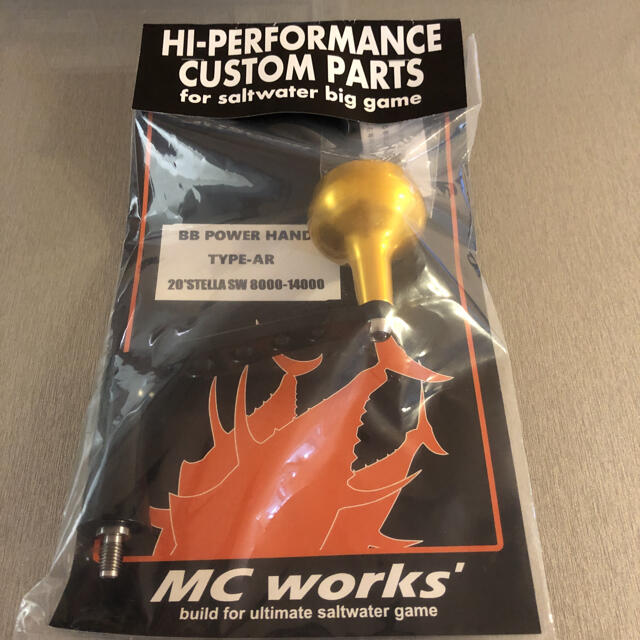 HI-PERFORMANCE
CUSTOM PARTS
for saltwater big game
BB POWER HAND
TYPE-AR
20'STELLA SW 8000-14000
MC works'
build for ultimate saltwater game